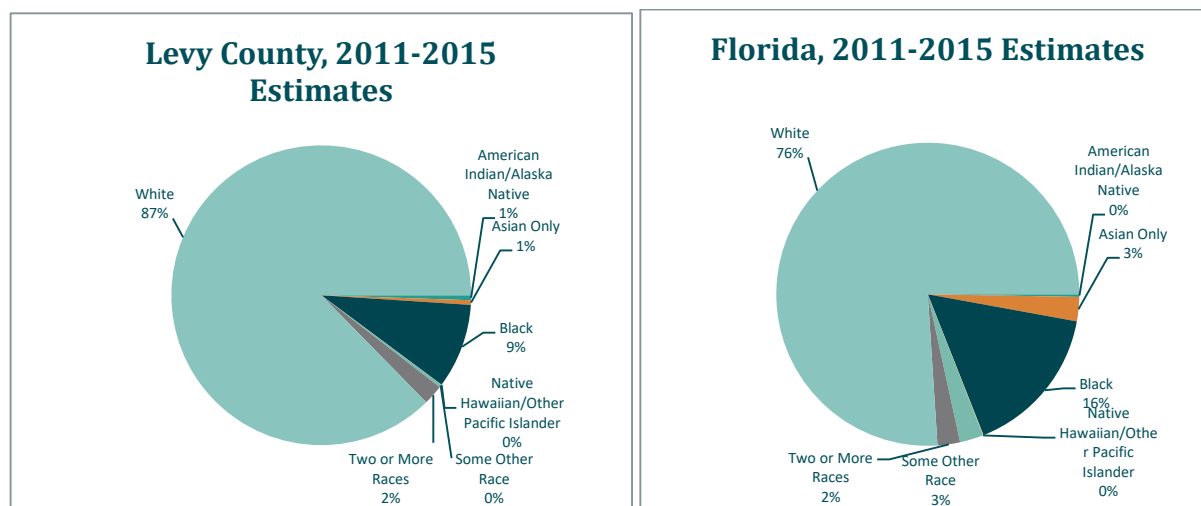 Levy County, 2011-2015
Estimates
White
87%
American
Indian/Alaska
Native
1%
Asian Only
1%
Black
9%
Native
Hawaiian/Other
Pacific Islander
0%
Some Other
Race
0%
Two or More
Races
2%
Florida, 2011-2015 Estimates
White
76%
American
Indian/Alaska
Native
0%
Asian Only
3%
Black
16%
Native
Hawaiian/Othe
r Pacific
Islander
0%
Some Other
Race
3%
Two or More
Races
2%